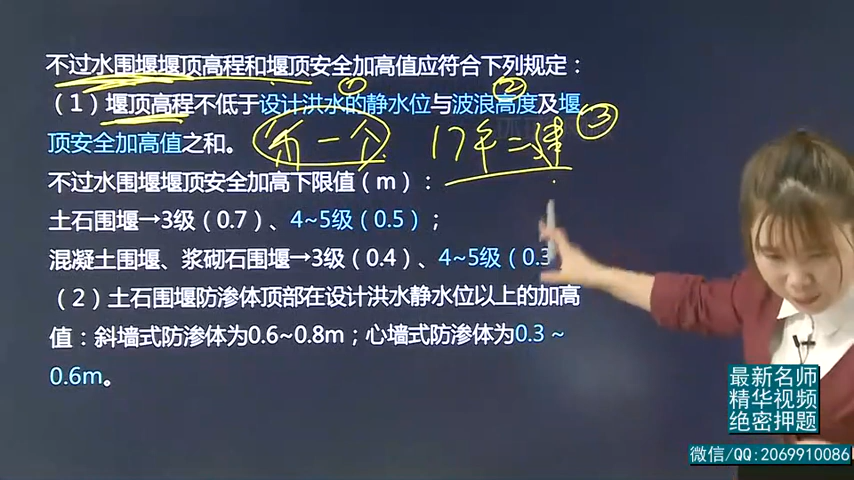 不过水围堰堰顶高程和堰顶安全加高值应符合下列规定：
①
②
（1）堰顶高程不低于设计洪水的静水位与波浪高度及堰
③
顶安全加高值之和。
一个
17年二建
不过水围堰堰顶安全加高下限值（m）：
土石围堰→3级（0.7）、4~5级（0.5）；
混凝土围堰、浆砌石围堰→3级（0.4）、4~5级（0.3
（2）土石围堰防渗体顶部在设计洪水静水位以上的加高
值：斜墙式防渗体为0.6~0.8m；心墙式防渗体为0.3 ~
0.6m。
最新名师
精华视频
绝密押题
微信/QQ:2069910086